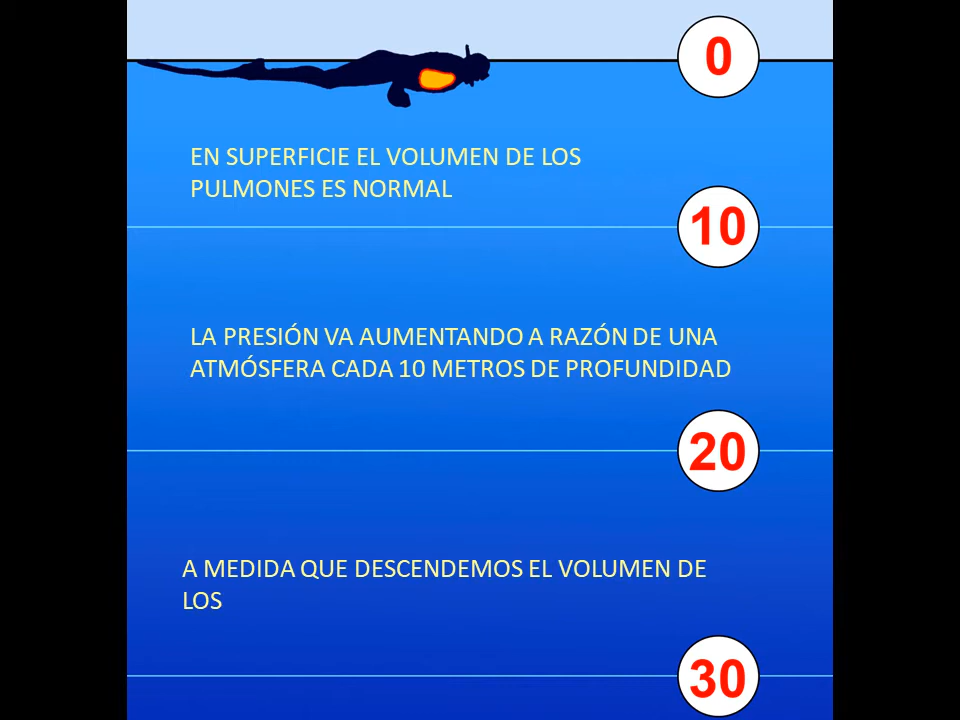 0
EN SUPERFICIE EL VOLUMEN DE LOS
PULMONES ES NORMAL
10
LA PRESIÓN VA AUMENTANDO A RAZÓN DE UNA
ATMÓSFERA CADA 10 METROS DE PROFUNDIDAD
20
A MEDIDA QUE DESCENDEMOS EL VOLUMEN DE
LOS
30